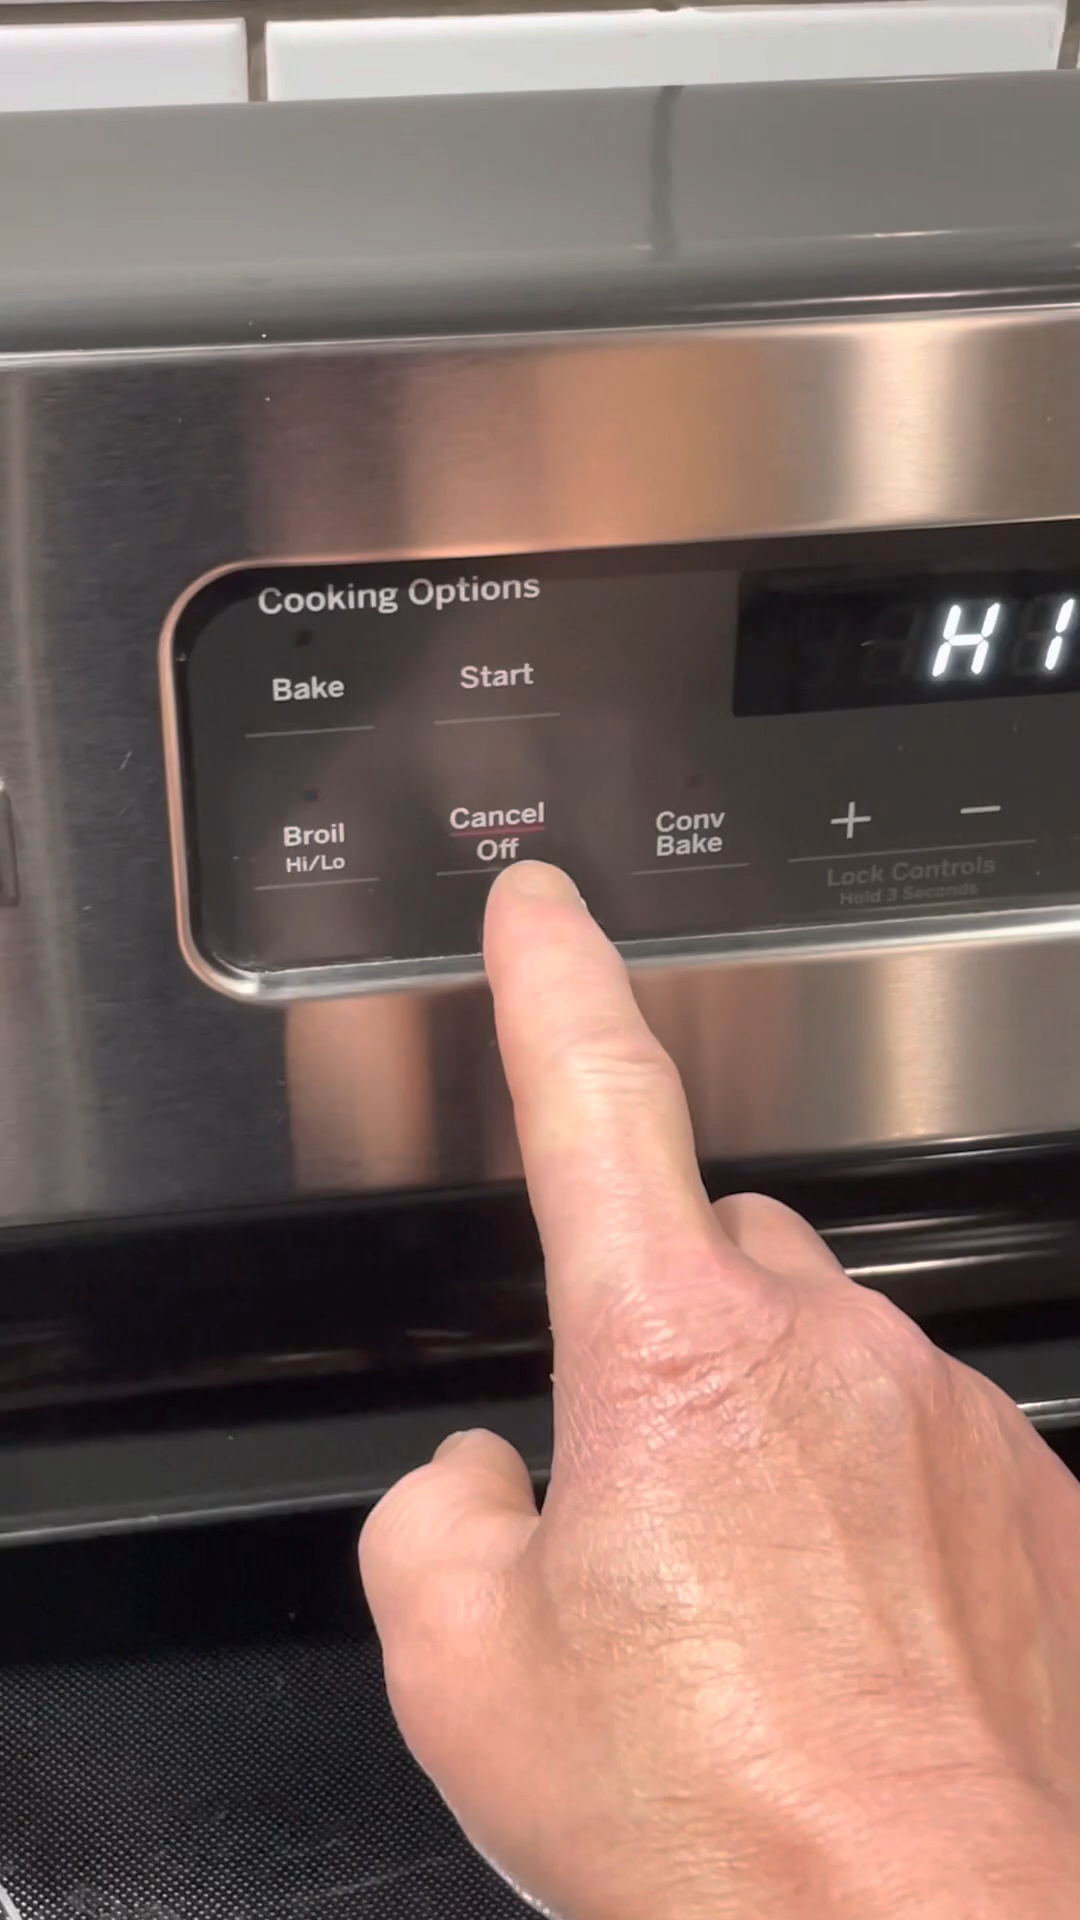 Cooking Options
Bake
Start
HI
Broil
Hi/Lo
Cancel
Off
Conv
Bake
+
−
Lock Controls
Hold 3 Seconds